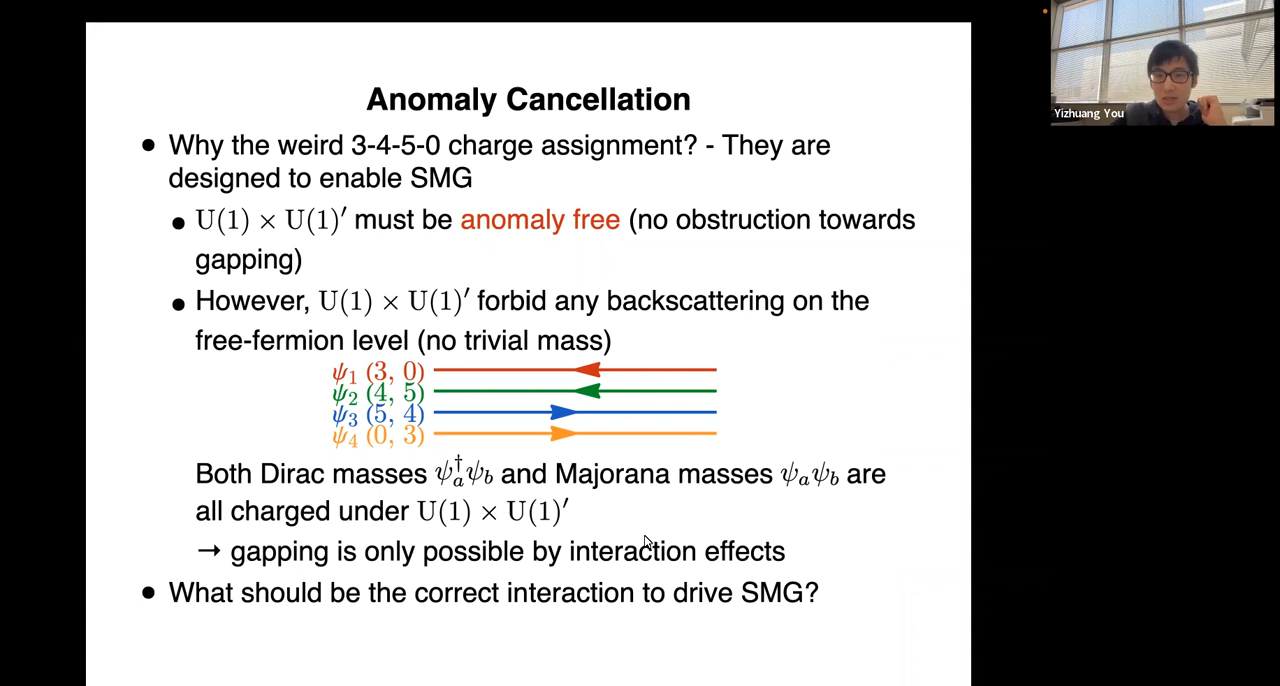 Anomaly Cancellation
• Why the weird 3-4-5-0 charge assignment? - They are
designed to enable SMG
• U(1) × U(1)′ must be anomaly free (no obstruction towards
gapping)
• However, U(1) × U(1)′ forbid any backscattering on the
free-fermion level (no trivial mass)
ψ₁ (3, 0)
ψ₂ (4, 5)
ψ₃ (5, 4)
ψ₄ (0, 3)
Both Dirac masses ψₐ†ψ_b and Majorana masses ψₐψ_b are
all charged under U(1) × U(1)′
→ gapping is only possible by interaction effects
• What should be the correct interaction to drive SMG?
Yizhuang You